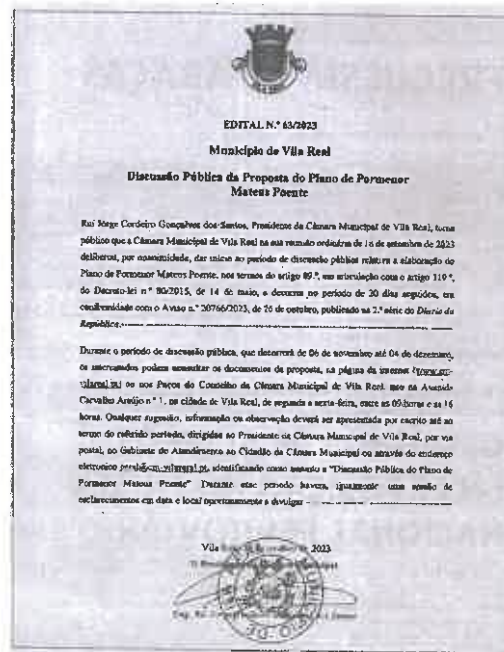 EDITAL N.º 63/2023
Município de Vila Real
Discussão Pública da Proposta do Plano de Pormenor
Mateus Poente
Rui Jorge Cordeiro Gonçalves dos Santos, Presidente da Câmara Municipal de Vila Real, torna
público que a Câmara Municipal de Vila Real na sua reunião ordinária de 18 de setembro de 2023
deliberou, por unanimidade, dar início ao período de discussão pública relativa a elaboração do
Plano de Pormenor Mateus Poente, nos termos do artigo 89.º, em articulação com o artigo 119.º,
do Decreto-lei n.º 80/2015, de 14 de maio, a decorrer no período de 20 dias seguidos, em
conformidade com o Aviso n.º 20766/2023, de 26 de outubro, publicado na 2.ª série do Diário da
República.
Durante o período de discussão pública, que decorrerá de 06 de novembro até 04 de dezembro,
os interessados podem consultar os documentos da proposta, na página da internet (www.cm-
vilareal.pt) ou nos Paços do Concelho da Câmara Municipal de Vila Real, sito na Avenida
Carvalho Araújo n.º 1, na cidade de Vila Real, de segunda a sexta-feira, entre as 09 horas e as 16
horas. Qualquer sugestão, informação ou observação deverá ser apresentada por escrito até ao
termo do referido período, dirigidas ao Presidente da Câmara Municipal de Vila Real, por via
postal, no Gabinete de Atendimento ao Cidadão da Câmara Municipal ou através do endereço
eletrónico geral@cm-vilareal.pt, identificando como assunto a "Discussão Pública do Plano de
Pormenor Mateus Poente" Durante este período haverá, igualmente uma sessão de
esclarecimentos em data e local oportunamente a divulgar
Vila 2023